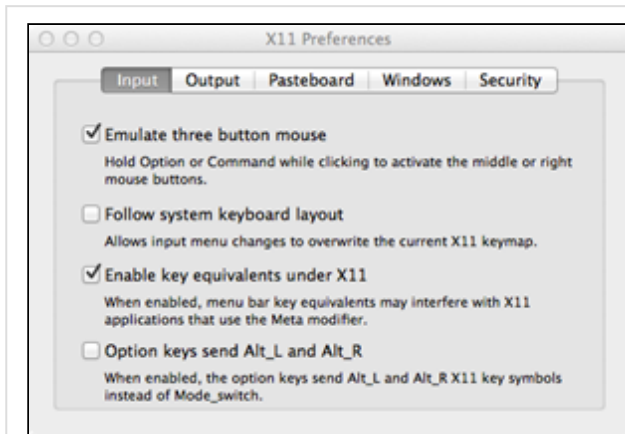 X11 Preferences
Input Output Pasteboard Windows Security
Emulate three button mouse
Hold Option or Command while clicking to activate the middle or right
mouse buttons.
Follow system keyboard layout
Allows input menu changes to overwrite the current X11 keymap.
Enable key equivalents under X11
When enabled, menu bar key equivalents may interfere with X11
applications that use the Meta modifier.
Option keys send Alt_L and Alt_R
When enabled, the option keys send Alt_L and Alt_R X11 key symbols
instead of Mode_switch.